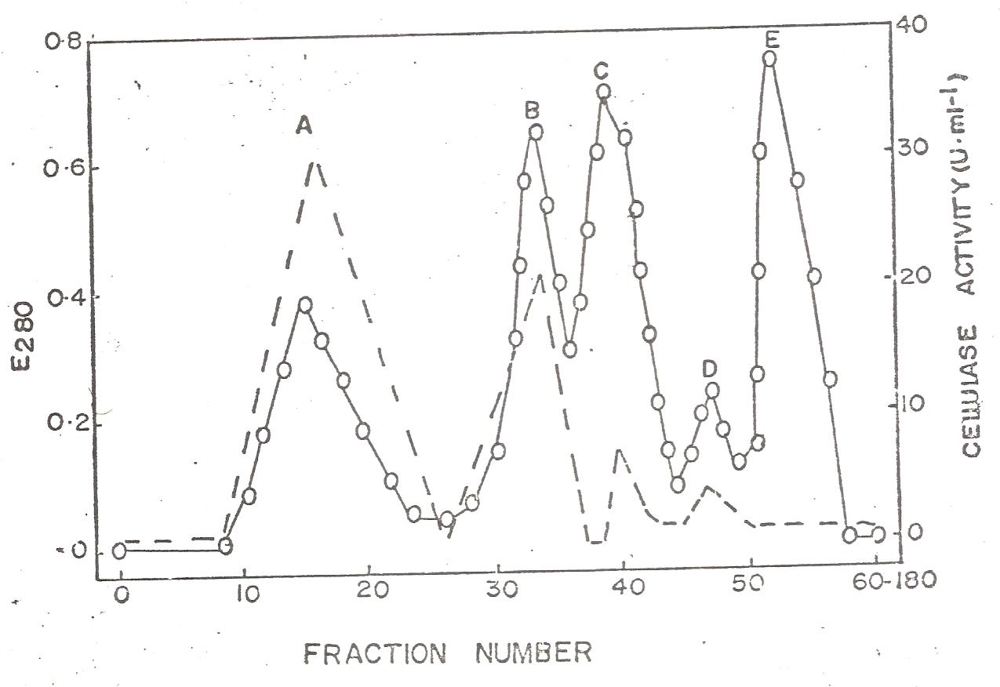 0·8
0·6
0·4
0·2
0
E280
A
B
C
D
E
40
30
20
10
0
CELLULASE ACTIVITY (U·ml-1)
0 10 20 30 40 50 60-180
FRACTION NUMBER